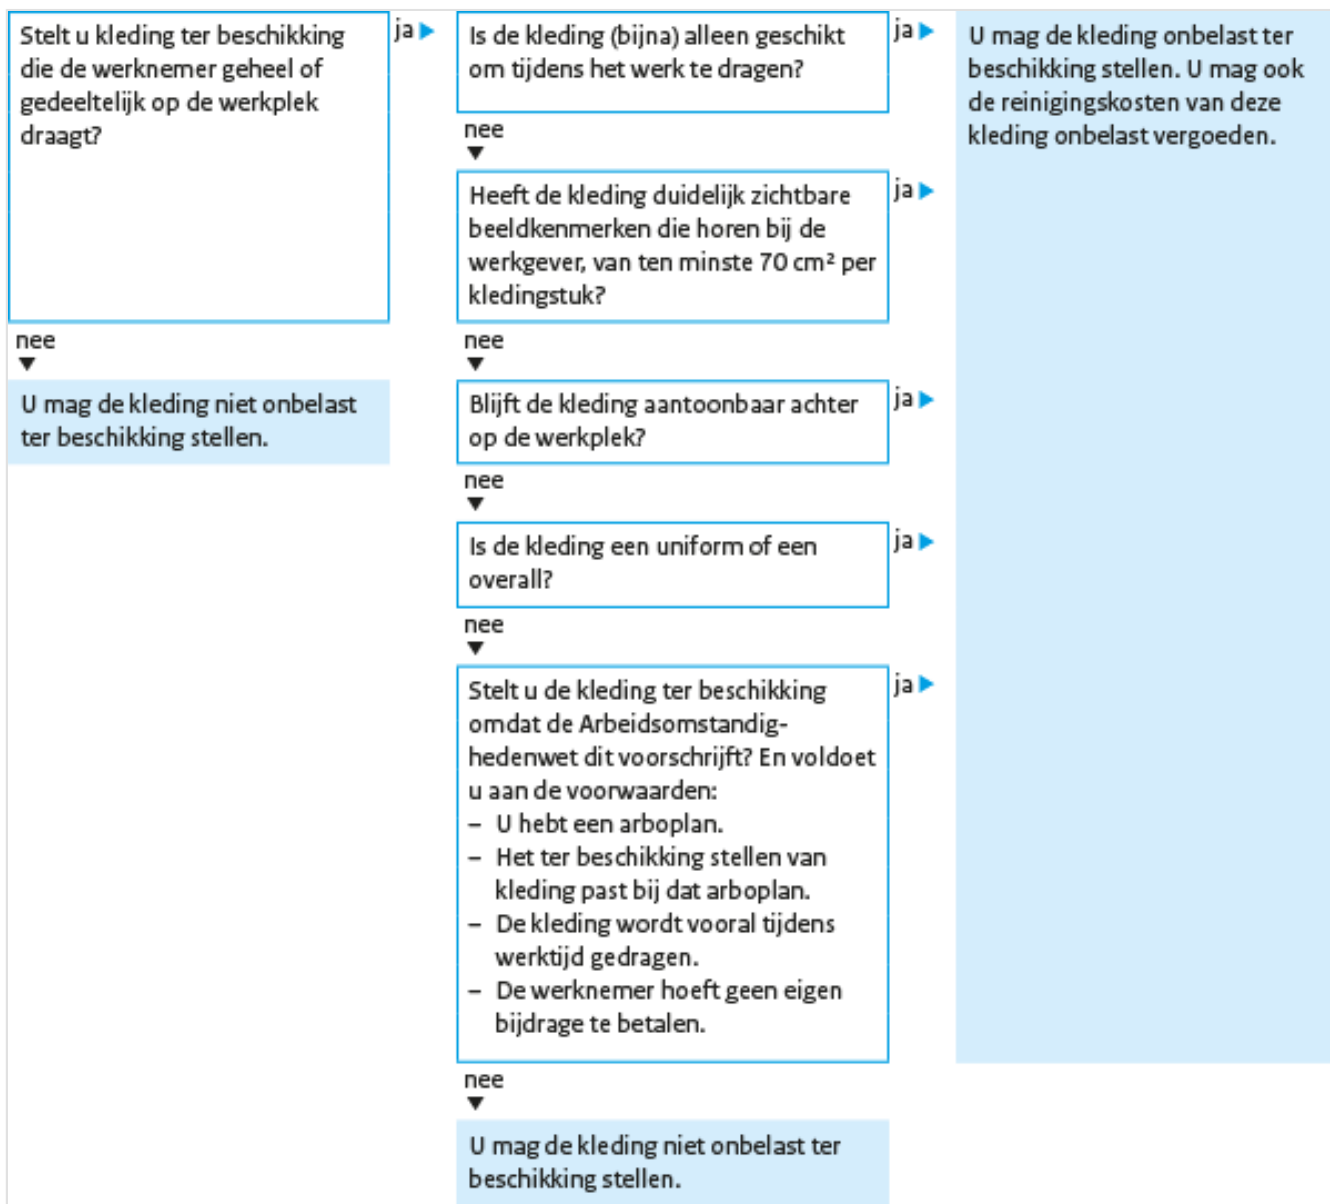 Stelt u kleding ter beschikking
die de werknemer geheel of
gedeeltelijk op de werkplek
draagt?
ja ▶
nee
▼
U mag de kleding niet onbelast
ter beschikking stellen.
Is de kleding (bijna) alleen geschikt
om tijdens het werk te dragen?
ja ▶
nee
▼
Heeft de kleding duidelijk zichtbare
beeldkenmerken die horen bij de
werkgever, van ten minste 70 cm² per
kledingstuk?
ja ▶
nee
▼
Blijft de kleding aantoonbaar achter
op de werkplek?
ja ▶
nee
▼
Is de kleding een uniform of een
overall?
ja ▶
nee
▼
Stelt u de kleding ter beschikking
omdat de Arbeidsomstandig-
hedenwet dit voorschrijft? En voldoet
u aan de voorwaarden:
– U hebt een arboplan.
– Het ter beschikking stellen van
kleding past bij dat arboplan.
– De kleding wordt vooral tijdens
werktijd gedragen.
– De werknemer hoeft geen eigen
bijdrage te betalen.
ja ▶
nee
▼
U mag de kleding niet onbelast ter
beschikking stellen.
U mag de kleding onbelast ter
beschikking stellen. U mag ook
de reinigingskosten van deze
kleding onbelast vergoeden.